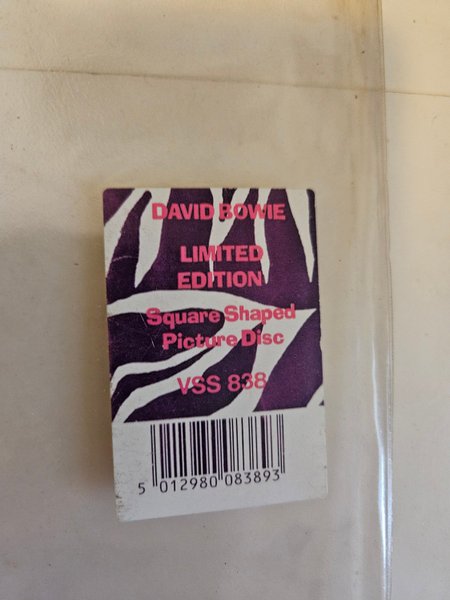 DAVID BOWIE
LIMITED
EDITION
Square Shaped
Picture Disc
VSS 838
5 012980 083893